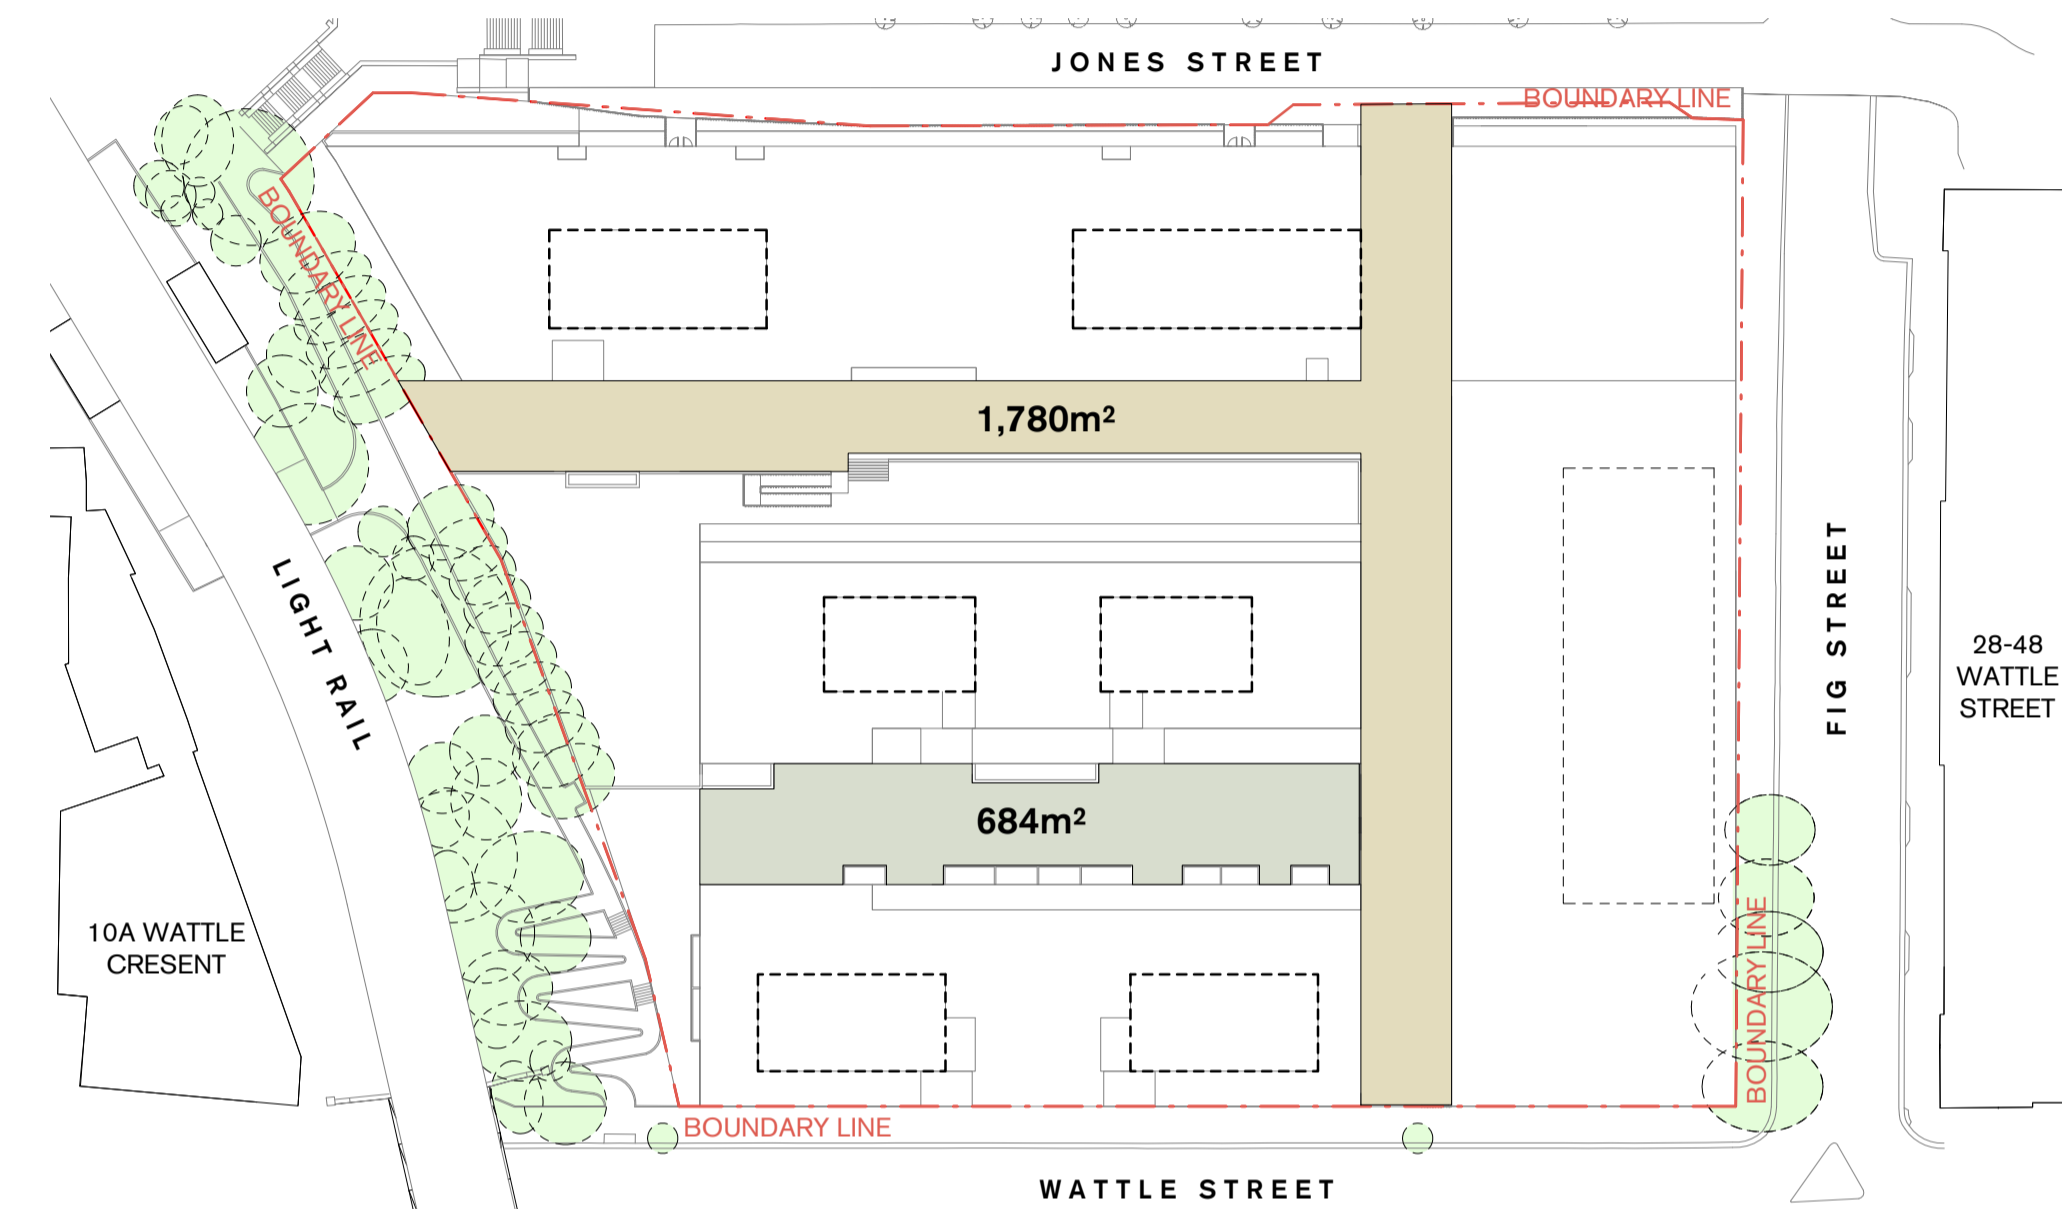 JONES STREET
BOUNDARY LINE
BOUNDARY LINE
1,780m²
LIGHT RAIL
FIG STREET
28-48
WATTLE
STREET
684m²
10A WATTLE
CRESENT
BOUNDARY LINE
BOUNDARY LINE
WATTLE STREET